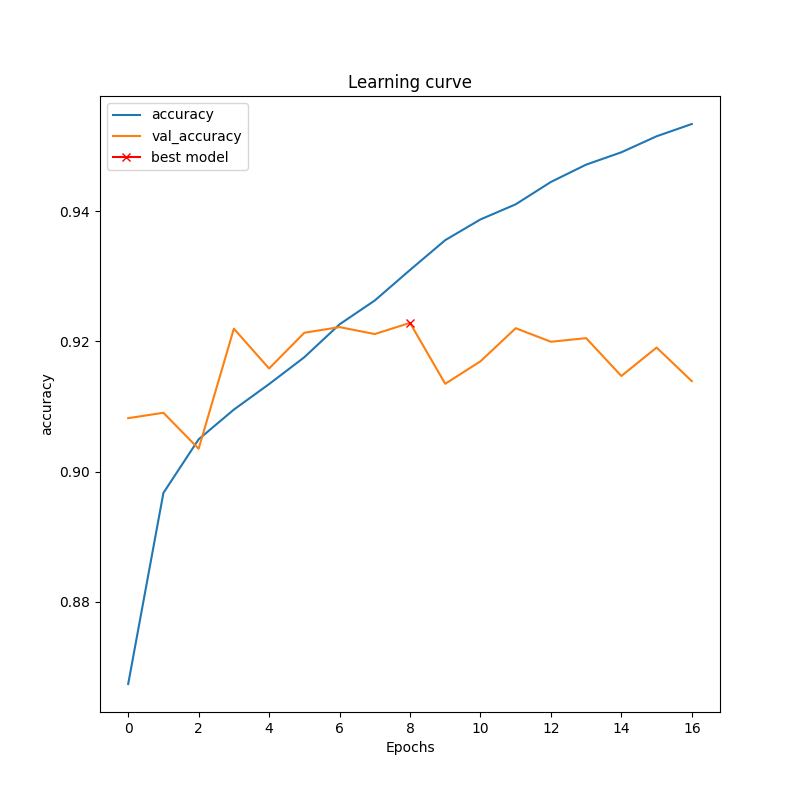 Learning curve
accuracy
val_accuracy
best model
0.94
0.92
0.90
0.88
accuracy
0 2 4 6 8 10 12 14 16
Epochs